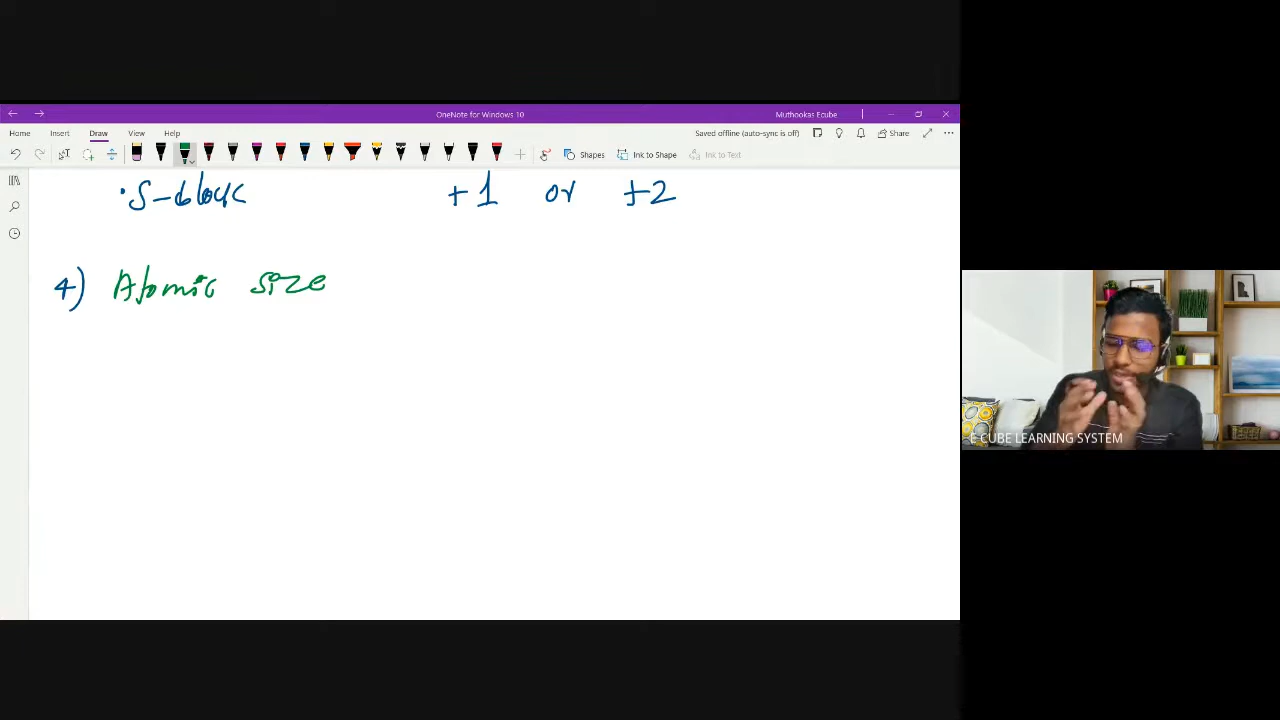 OneNote for Windows 10
Muthookas Ecube
Home Insert Draw View Help
Saved offline (auto-sync is off)
Share
Shapes
Ink to Shape
Ink to Text
• S-block +1 or +2
4) Atomic size
E CUBE LEARNING SYSTEM